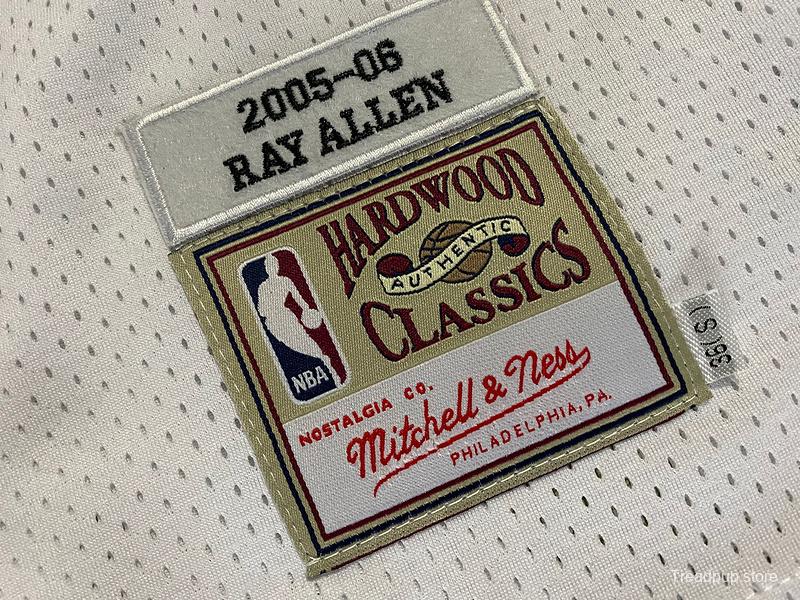 2005-06
RAY ALLEN
HARDWOOD
AUTHENTIC
CLASSICS
NBA
NOSTALGIA CO.
Mitchell & Ness
PHILADELPHIA, PA.
36( S )
Treadpup.store